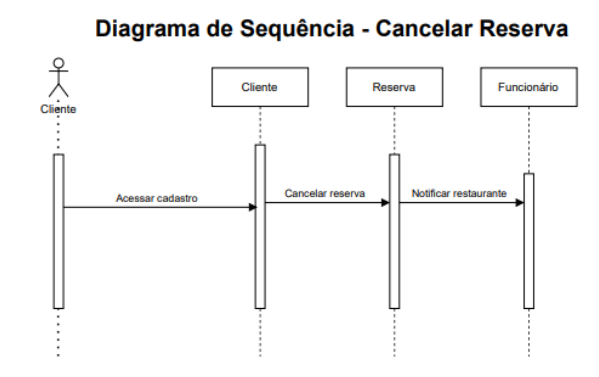 Diagrama de Sequência - Cancelar Reserva
Cliente
Cliente
Reserva
Funcionário
Acessar cadastro
Cancelar reserva
Notificar restaurante